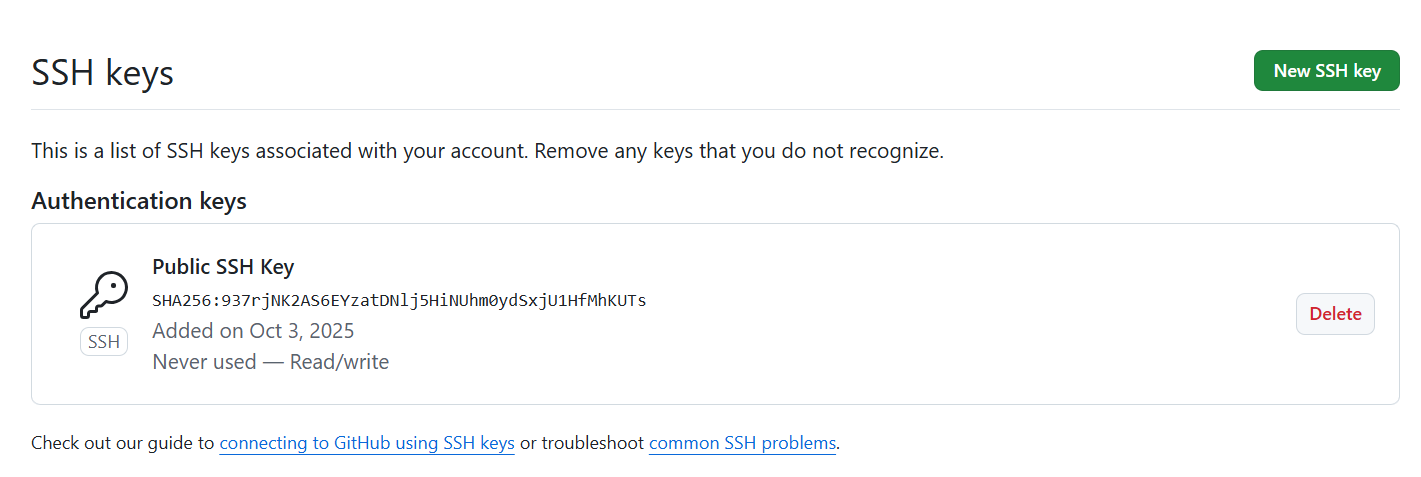 SSH keys
New SSH key
This is a list of SSH keys associated with your account. Remove any keys that you do not recognize.
Authentication keys
Public SSH Key
SHA256:937rjNK2AS6EYzatDNlj5HiNUhm0ydSxjU1HfMhKUTs
Added on Oct 3, 2025
Never used — Read/write
SSH
Delete
Check out our guide to connecting to GitHub using SSH keys or troubleshoot common SSH problems.